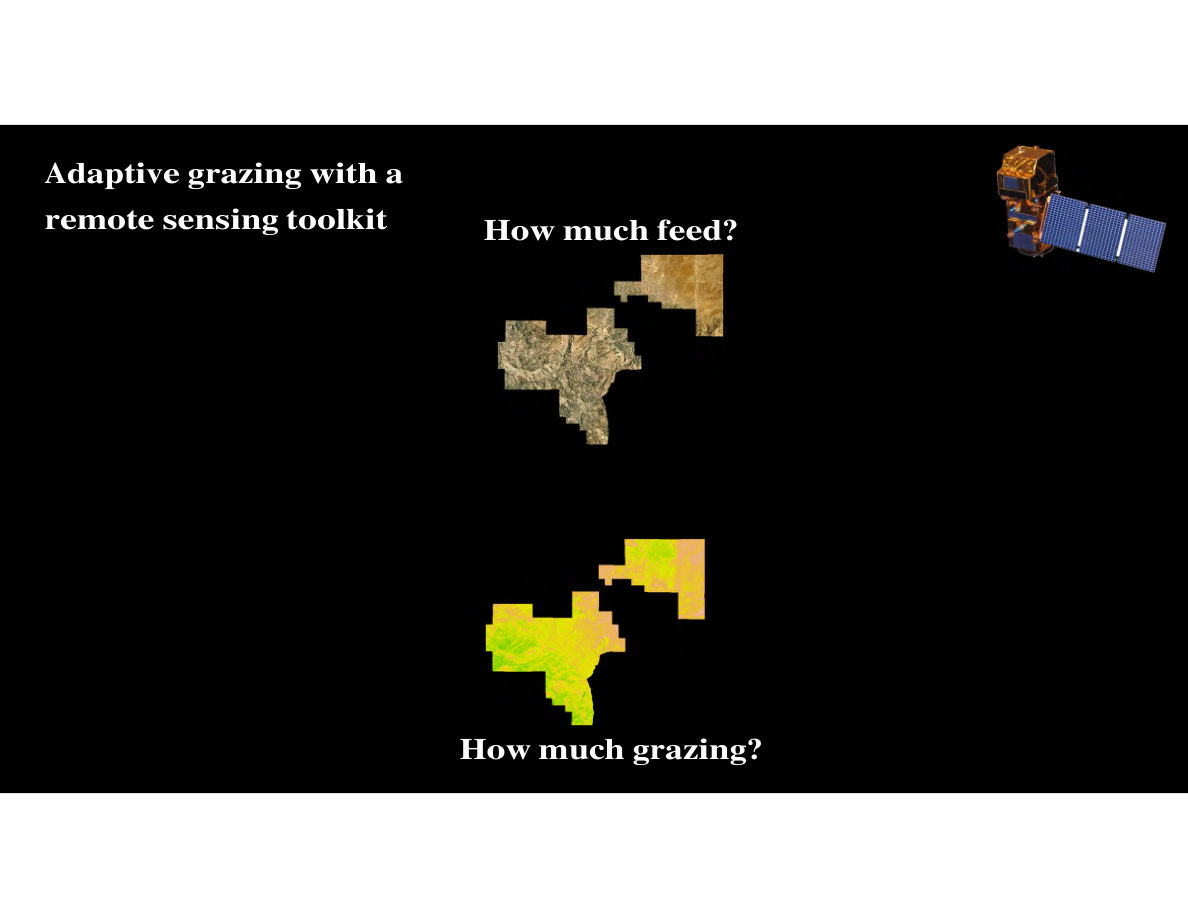 Adaptive grazing with a
remote sensing toolkit
How much feed?
How much grazing?